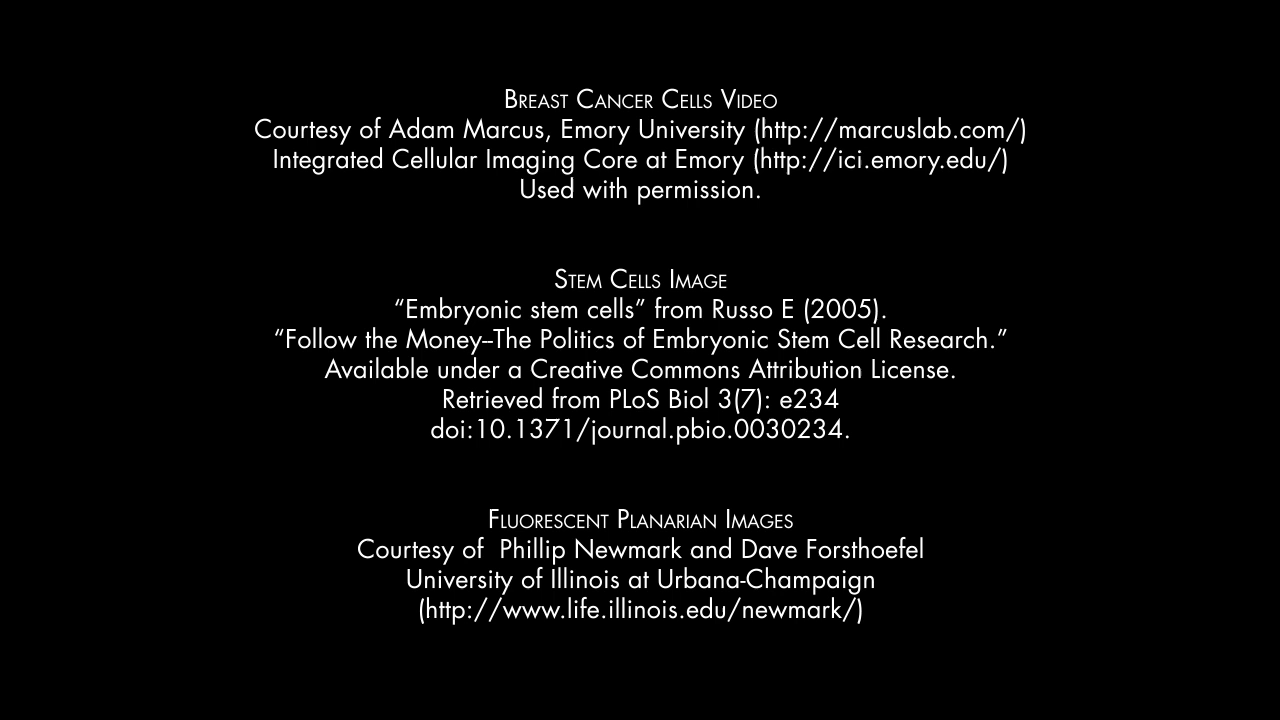 Breast Cancer Cells Video
Courtesy of Adam Marcus, Emory University (http://marcuslab.com/)
Integrated Cellular Imaging Core at Emory (http://ici.emory.edu/)
Used with permission.
Stem Cells Image
“Embryonic stem cells” from Russo E (2005).
“Follow the Money–The Politics of Embryonic Stem Cell Research.”
Available under a Creative Commons Attribution License.
Retrieved from PLoS Biol 3(7): e234
doi:10.1371/journal.pbio.0030234.
Fluorescent Planarian Images
Courtesy of  Phillip Newmark and Dave Forsthoefel
University of Illinois at Urbana-Champaign
(http://www.life.illinois.edu/newmark/)